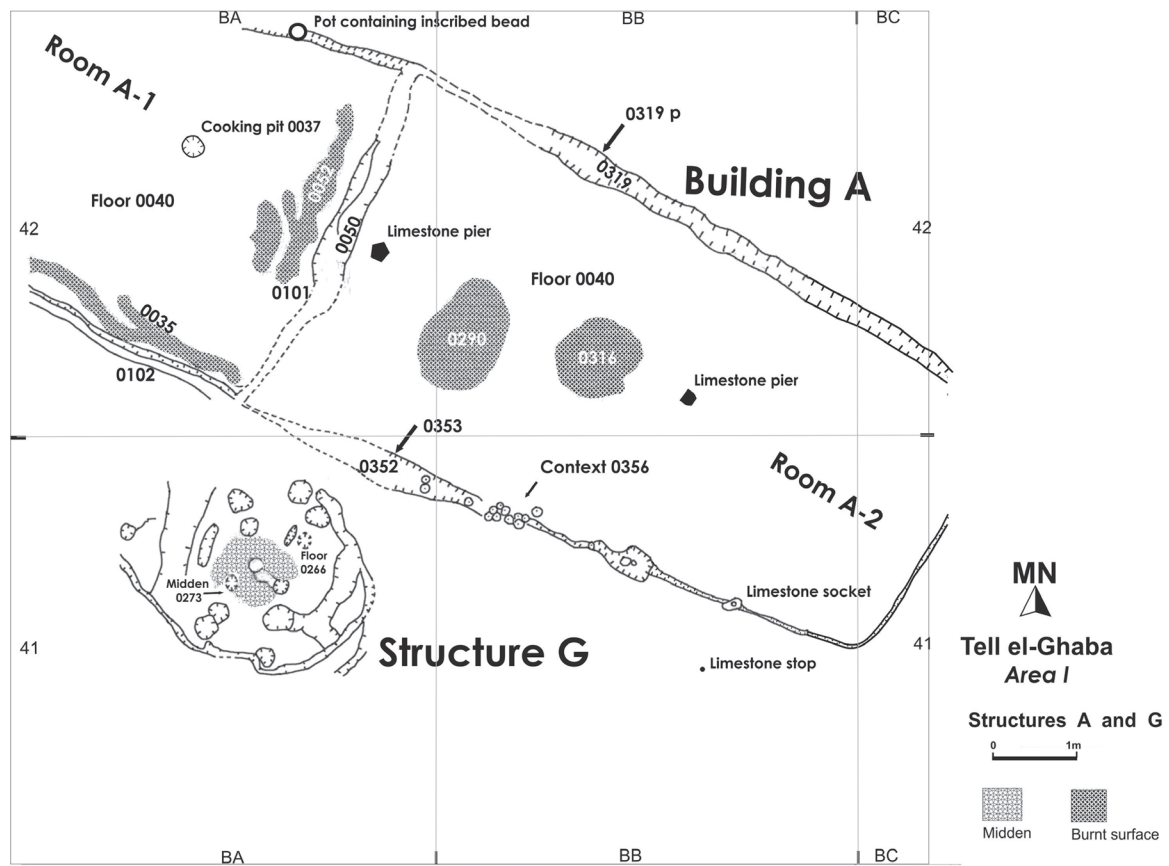 BA
BB
BC
Pot containing inscribed bead
Room A-1
0319 p
Cooking pit 0037
0042
0319
Building A
Floor 0040
42
0050
Limestone pier
42
Floor 0040
0101
0035
0290
0316
0102
Limestone pier
0353
0352
Context 0356
Room A-2
Floor
0266
Midden
0273
Limestone socket
MN
41
Structure G
Limestone stop
41
Tell el-Ghaba
Area I
Structures A and G
0
1m
Midden
Burnt surface
BA
BB
BC